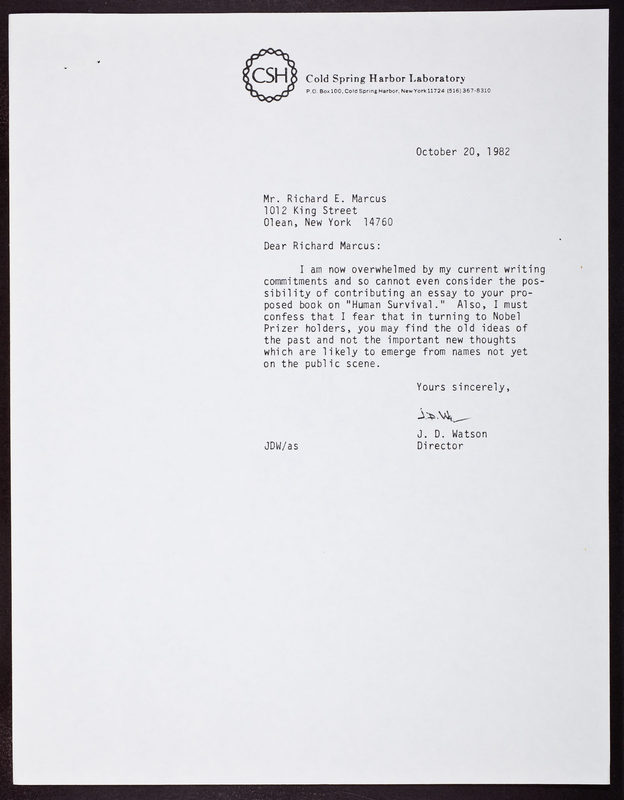 CSH
Cold Spring Harbor Laboratory
P.O. Box 100, Cold Spring Harbor, New York 11724 (516) 367-8310
October 20, 1982
Mr. Richard E. Marcus
1012 King Street
Olean, New York 14760
Dear Richard Marcus:
I am now overwhelmed by my current writing
commitments and so cannot even consider the pos-
sibility of contributing an essay to your pro-
posed book on "Human Survival." Also, I must
confess that I fear that in turning to Nobel
Prizer holders, you may find the old ideas of
the past and not the important new thoughts
which are likely to emerge from names not yet
on the public scene.
Yours sincerely,
J.D.W
J. D. Watson
JDW/as Director